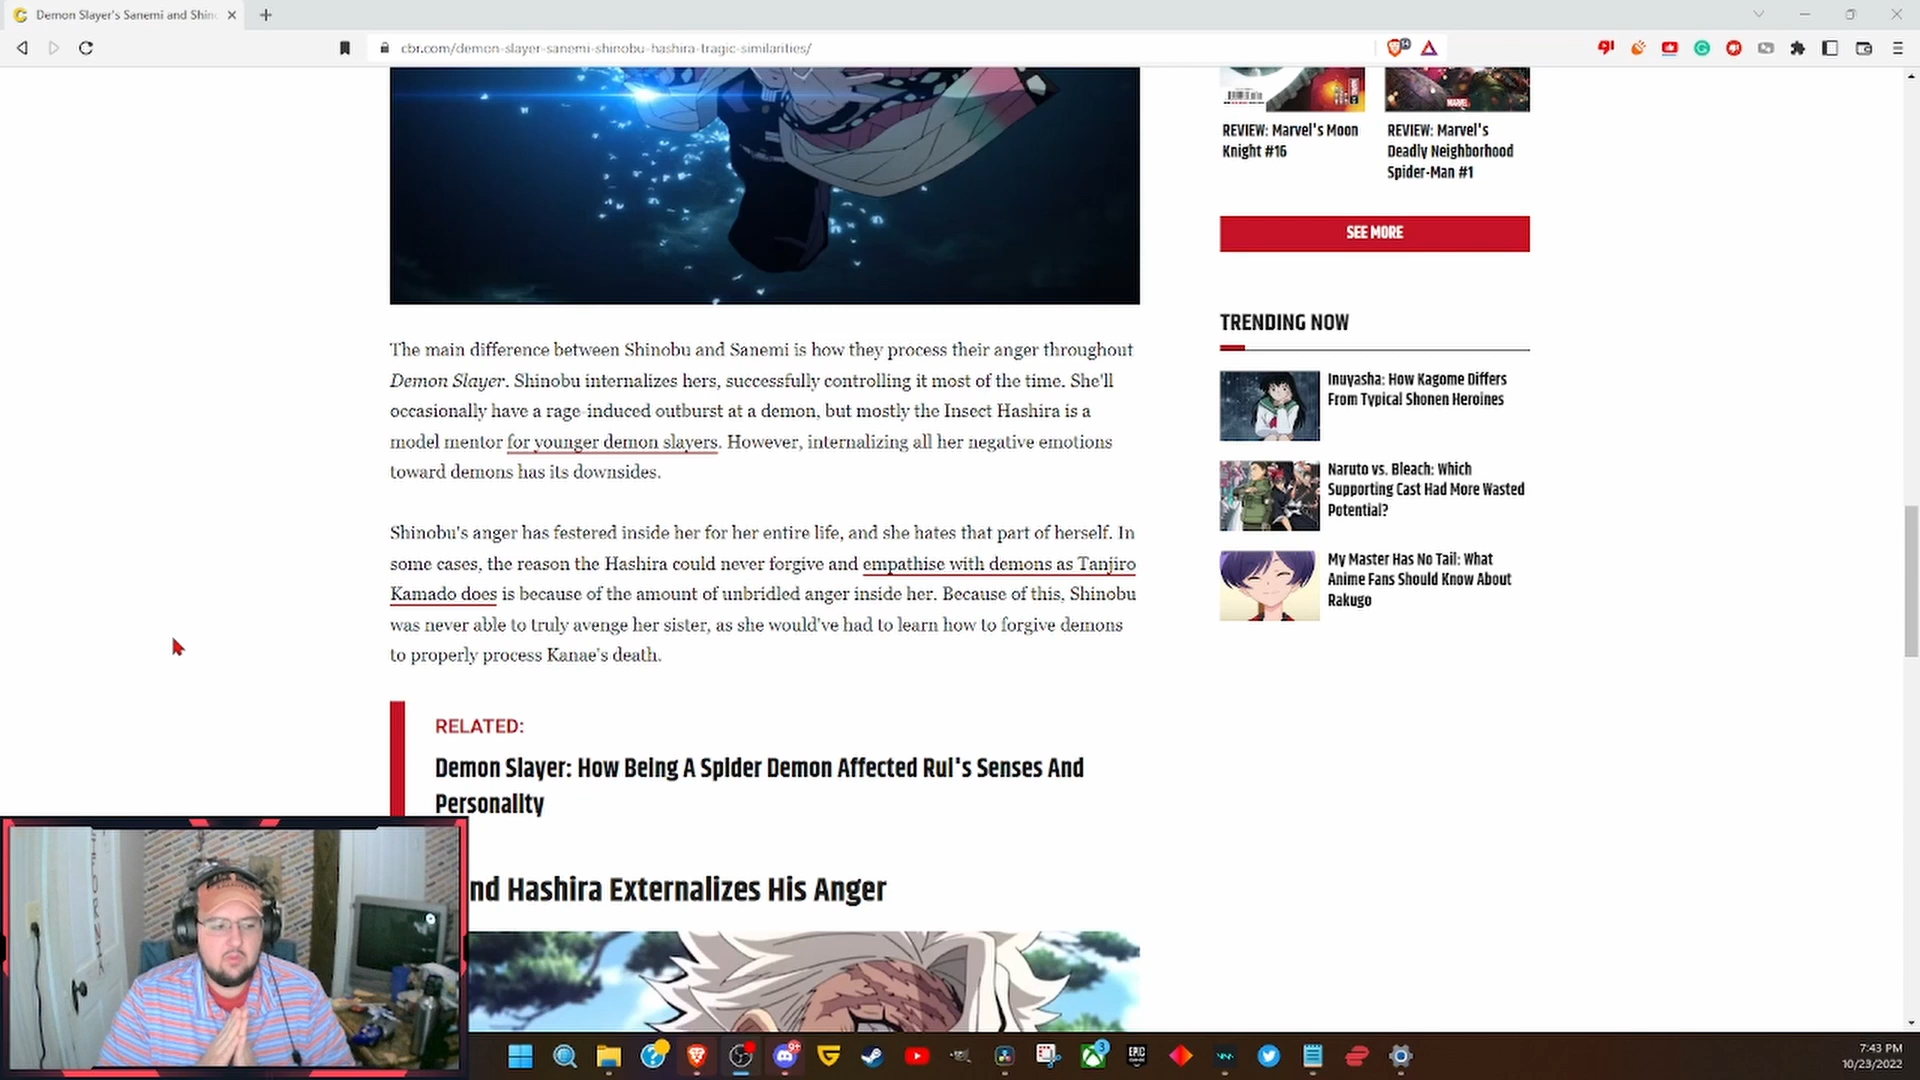 Demon Slayer's Sanemi and Shino
cbr.com/demon-slayer-sanemi-shinobu-hashira-tragic-similarities/
MARVEL
REVIEW: Marvel's Moon
Knight #16
REVIEW: Marvel's
Deadly Neighborhood
Spider-Man #1
SEE MORE
The main difference between Shinobu and Sanemi is how they process their anger throughout
Demon Slayer. Shinobu internalizes hers, successfully controlling it most of the time. She'll
occasionally have a rage-induced outburst at a demon, but mostly the Insect Hashira is a
model mentor for younger demon slayers. However, internalizing all her negative emotions
toward demons has its downsides.
Shinobu's anger has festered inside her for her entire life, and she hates that part of herself. In
some cases, the reason the Hashira could never forgive and empathise with demons as Tanjiro
Kamado does is because of the amount of unbridled anger inside her. Because of this, Shinobu
was never able to truly avenge her sister, as she would've had to learn how to forgive demons
to properly process Kanae's death.
RELATED:
Demon Slayer: How Being A Spider Demon Affected Rui's Senses And
Personality
nd Hashira Externalizes His Anger
TRENDING NOW
Inuyasha: How Kagome Differs
From Typical Shonen Heroines
Naruto vs. Bleach: Which
Supporting Cast Had More Wasted
Potential?
My Master Has No Tail: What
Anime Fans Should Know About
Rakugo
9+
EPIC
3
7:43 PM
10/23/2022